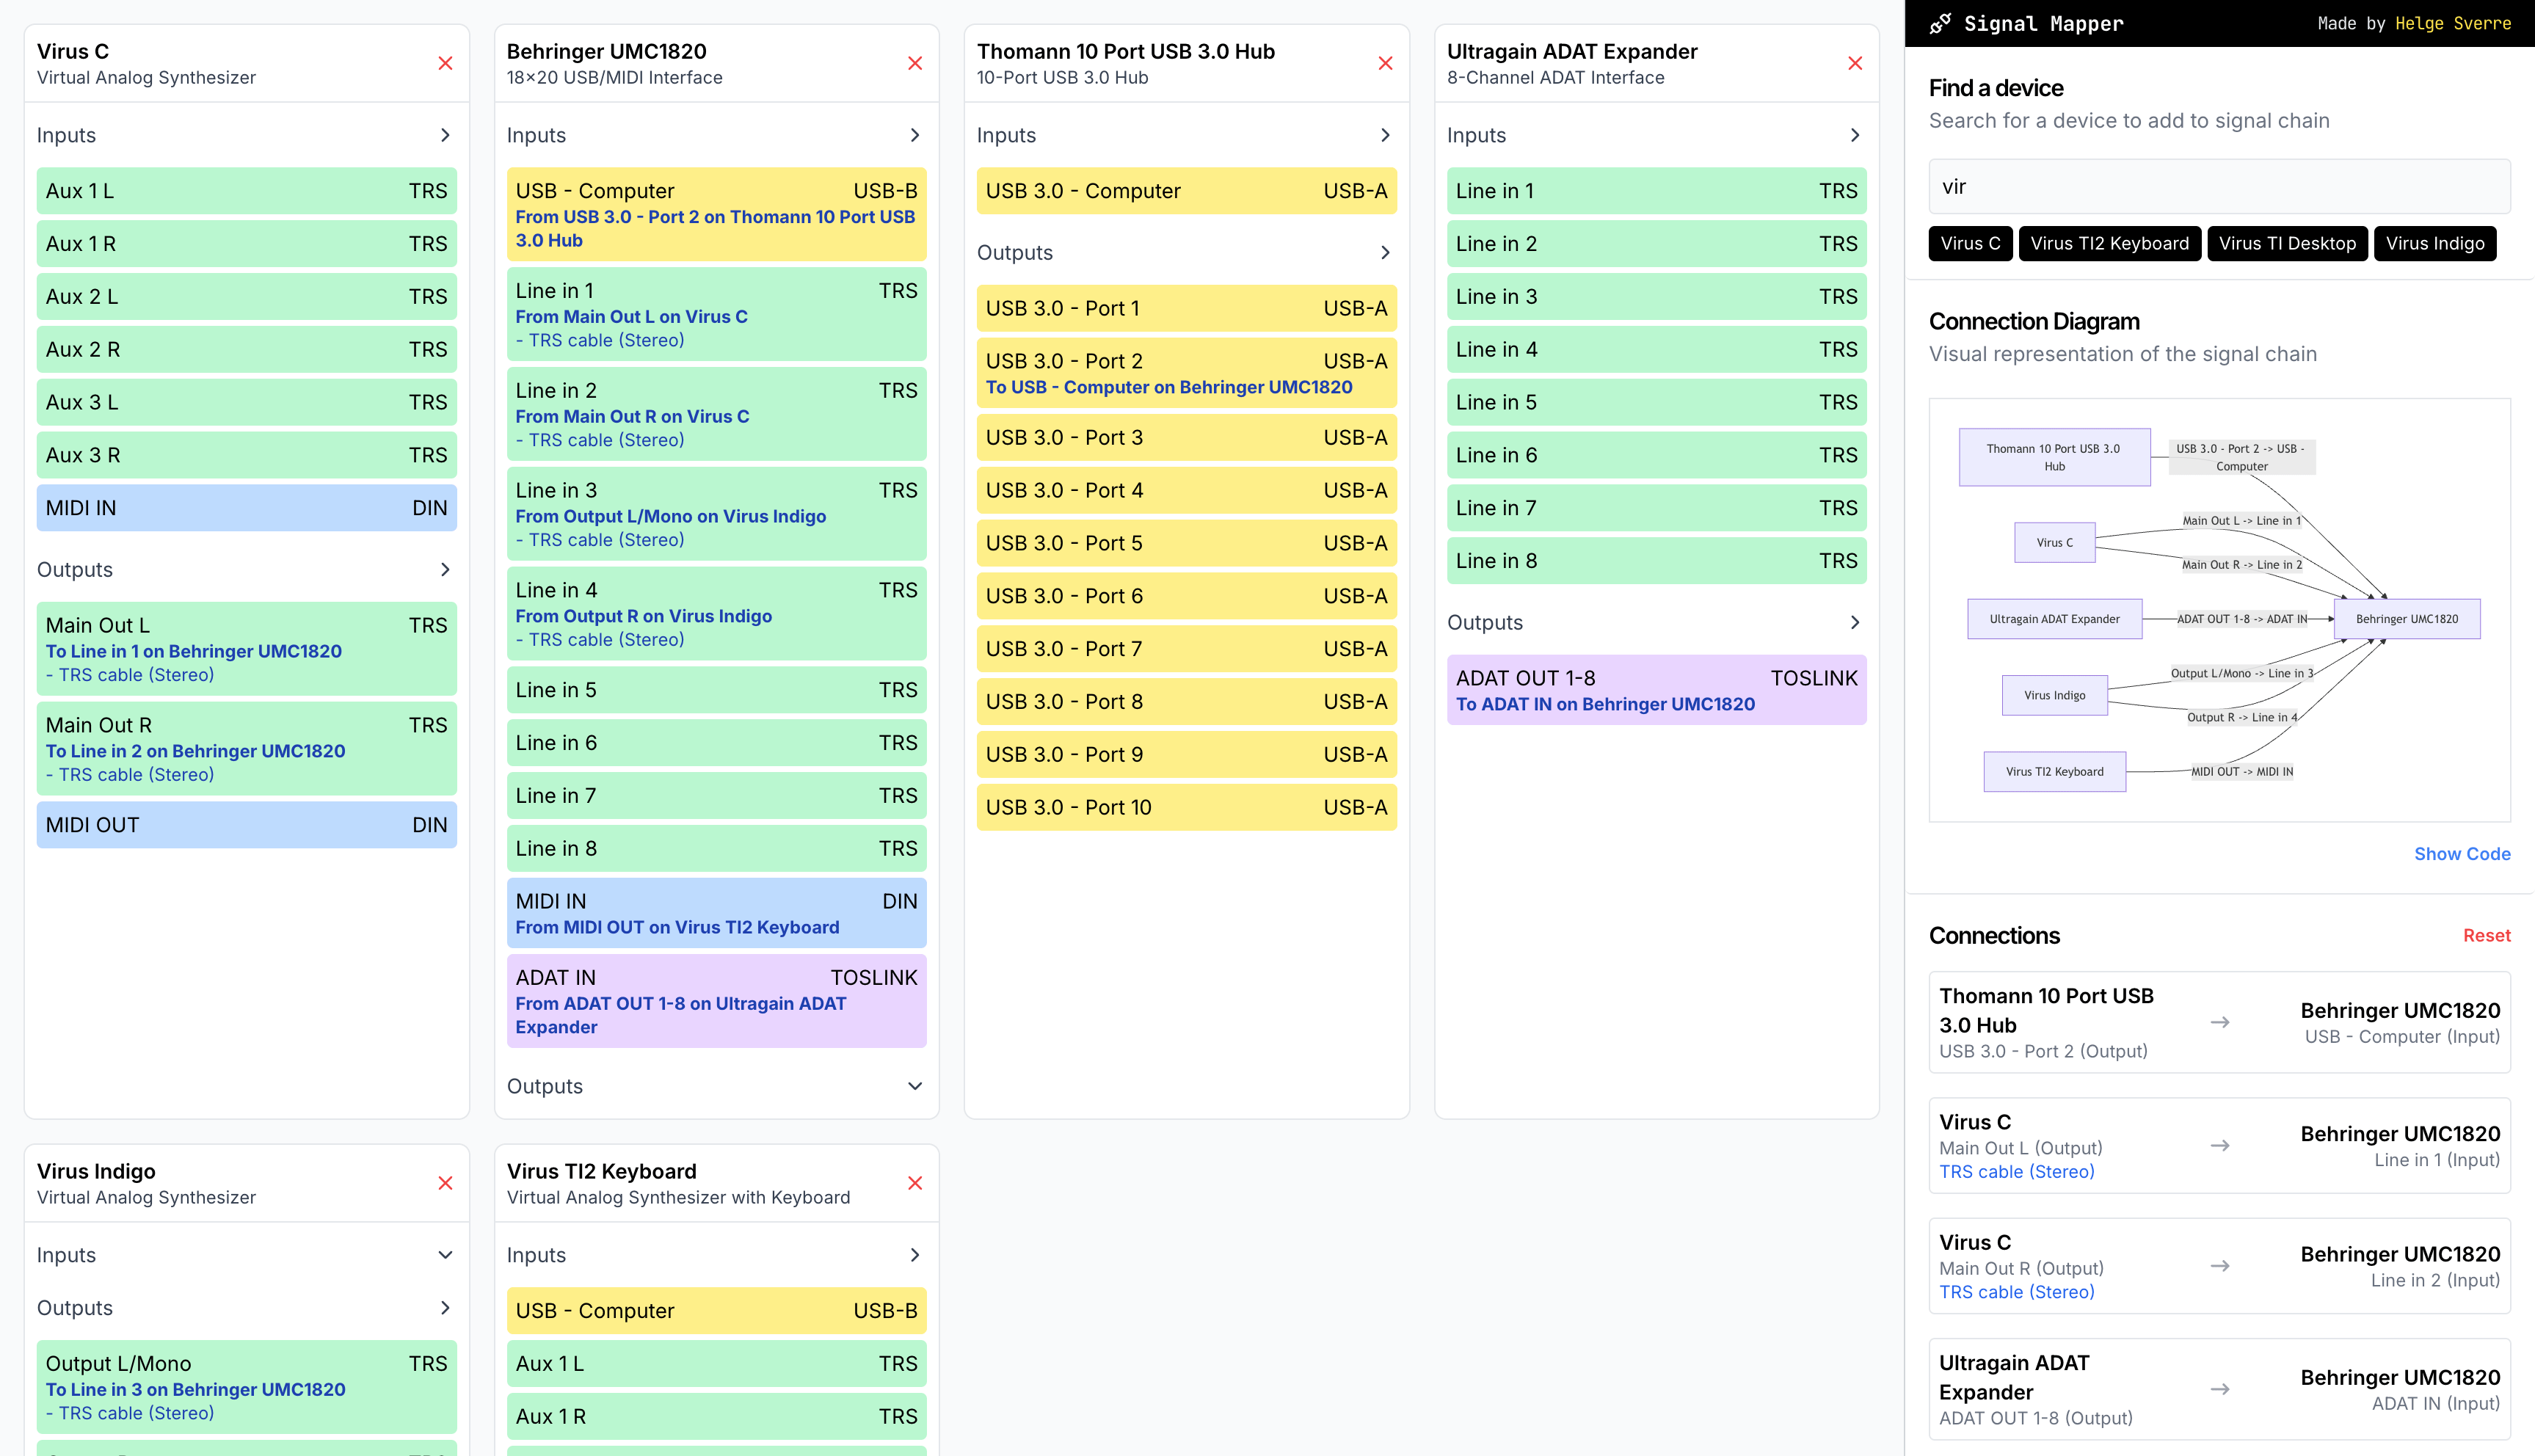 Virus C
Virtual Analog Synthesizer
Inputs
Aux 1 L TRS
Aux 1 R TRS
Aux 2 L TRS
Aux 2 R TRS
Aux 3 L TRS
Aux 3 R TRS
MIDI IN DIN
Outputs
Main Out L TRS
To Line in 1 on Behringer UMC1820
- TRS cable (Stereo)
Main Out R TRS
To Line in 2 on Behringer UMC1820
- TRS cable (Stereo)
MIDI OUT DIN
Behringer UMC1820
18×20 USB/MIDI Interface
Inputs
USB - Computer USB-B
From USB 3.0 - Port 2 on Thomann 10 Port USB
3.0 Hub
Line in 1 TRS
From Main Out L on Virus C
- TRS cable (Stereo)
Line in 2 TRS
From Main Out R on Virus C
- TRS cable (Stereo)
Line in 3 TRS
From Output L/Mono on Virus Indigo
- TRS cable (Stereo)
Line in 4 TRS
From Output R on Virus Indigo
- TRS cable (Stereo)
Line in 5 TRS
Line in 6 TRS
Line in 7 TRS
Line in 8 TRS
MIDI IN DIN
From MIDI OUT on Virus TI2 Keyboard
ADAT IN TOSLINK
From ADAT OUT 1-8 on Ultragain ADAT
Expander
Outputs
Thomann 10 Port USB 3.0 Hub
10-Port USB 3.0 Hub
Inputs
USB 3.0 - Computer USB-A
Outputs
USB 3.0 - Port 1 USB-A
USB 3.0 - Port 2 USB-A
To USB - Computer on Behringer UMC1820
USB 3.0 - Port 3 USB-A
USB 3.0 - Port 4 USB-A
USB 3.0 - Port 5 USB-A
USB 3.0 - Port 6 USB-A
USB 3.0 - Port 7 USB-A
USB 3.0 - Port 8 USB-A
USB 3.0 - Port 9 USB-A
USB 3.0 - Port 10 USB-A
Ultragain ADAT Expander
8-Channel ADAT Interface
Inputs
Line in 1 TRS
Line in 2 TRS
Line in 3 TRS
Line in 4 TRS
Line in 5 TRS
Line in 6 TRS
Line in 7 TRS
Line in 8 TRS
Outputs
ADAT OUT 1-8 TOSLINK
To ADAT IN on Behringer UMC1820
Virus Indigo
Virtual Analog Synthesizer
Inputs
Outputs
Output L/Mono TRS
To Line in 3 on Behringer UMC1820
- TRS cable (Stereo)
Virus TI2 Keyboard
Virtual Analog Synthesizer with Keyboard
Inputs
USB - Computer USB-B
Aux 1 L TRS
Aux 1 R TRS
Signal Mapper
Made by Helge Sverre
Find a device
Search for a device to add to signal chain
vir
Virus C Virus TI2 Keyboard Virus TI Desktop Virus Indigo
Connection Diagram
Visual representation of the signal chain
Thomann 10 Port USB 3.0
Hub
USB 3.0 - Port 2 -> USB -
Computer
Main Out L -> Line in 1
Virus C
Main Out R -> Line in 2
Ultragain ADAT Expander
ADAT OUT 1-8 -> ADAT IN
Behringer UMC1820
Output L/Mono -> Line in 3
Virus Indigo
Output R -> Line in 4
Virus TI2 Keyboard
MIDI OUT -> MIDI IN
Show Code
Connections
Reset
Thomann 10 Port USB
3.0 Hub
USB 3.0 - Port 2 (Output)
Behringer UMC1820
USB - Computer (Input)
Virus C
Main Out L (Output)
TRS cable (Stereo)
Behringer UMC1820
Line in 1 (Input)
Virus C
Main Out R (Output)
TRS cable (Stereo)
Behringer UMC1820
Line in 2 (Input)
Ultragain ADAT
Expander
ADAT OUT 1-8 (Output)
Behringer UMC1820
ADAT IN (Input)